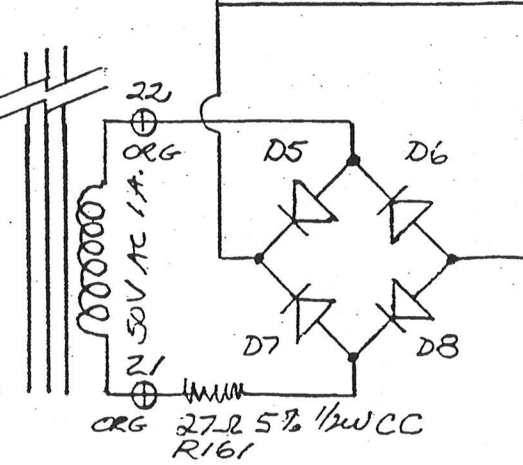 22
ORG
D5
D6
50V AC 1A.
D7
D8
21
ORG
27Ω 5% 1/2W CC
R161